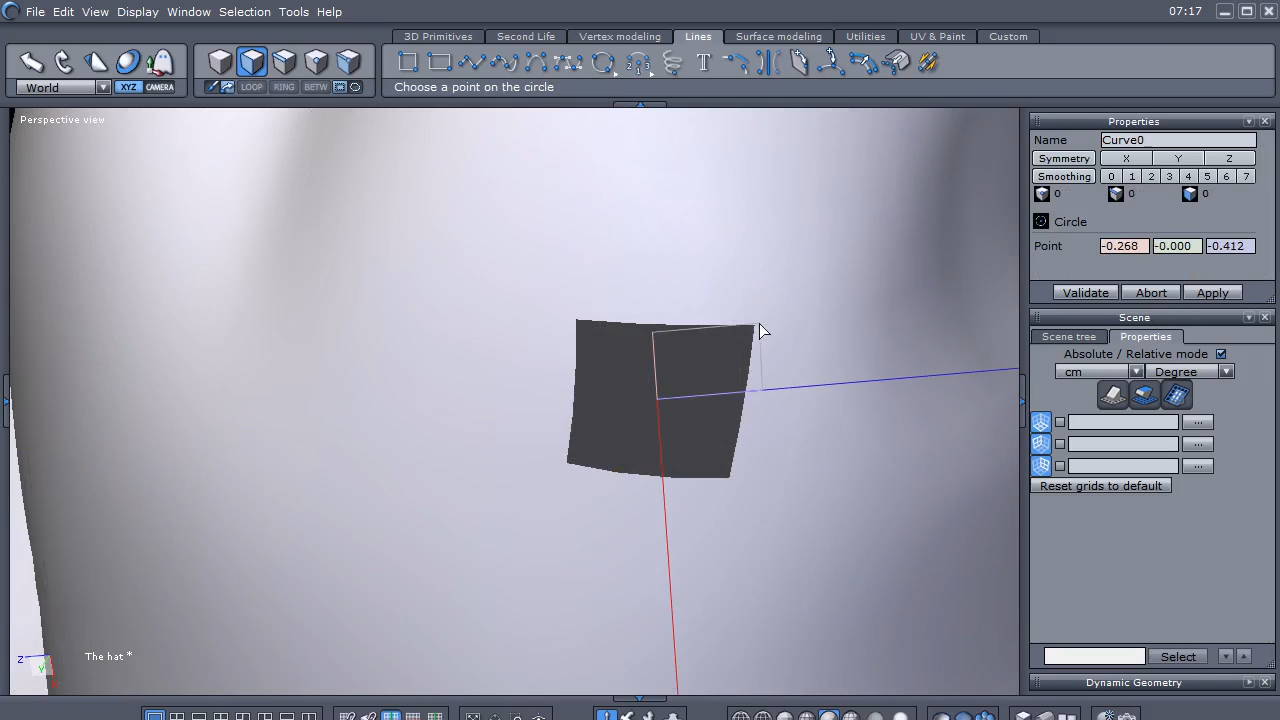 File Edit View Display Window Selection Tools Help
07:17
3D Primitives Second Life Vertex modeling Lines Surface modeling Utilities UV & Paint Custom
World XYZ CAMERA LOOP RING BETW
Choose a point on the circle
Perspective view
Properties
Name Curve0
Symmetry X Y Z
Smoothing 0 1 2 3 4 5 6 7
0 0 0
Circle
Point -0.268 -0.000 -0.412
Validate Abort Apply
Scene
Scene tree Properties
Absolute / Relative mode
cm Degree
...
...
...
Reset grids to default
Z
Y
The hat *
Select
Dynamic Geometry